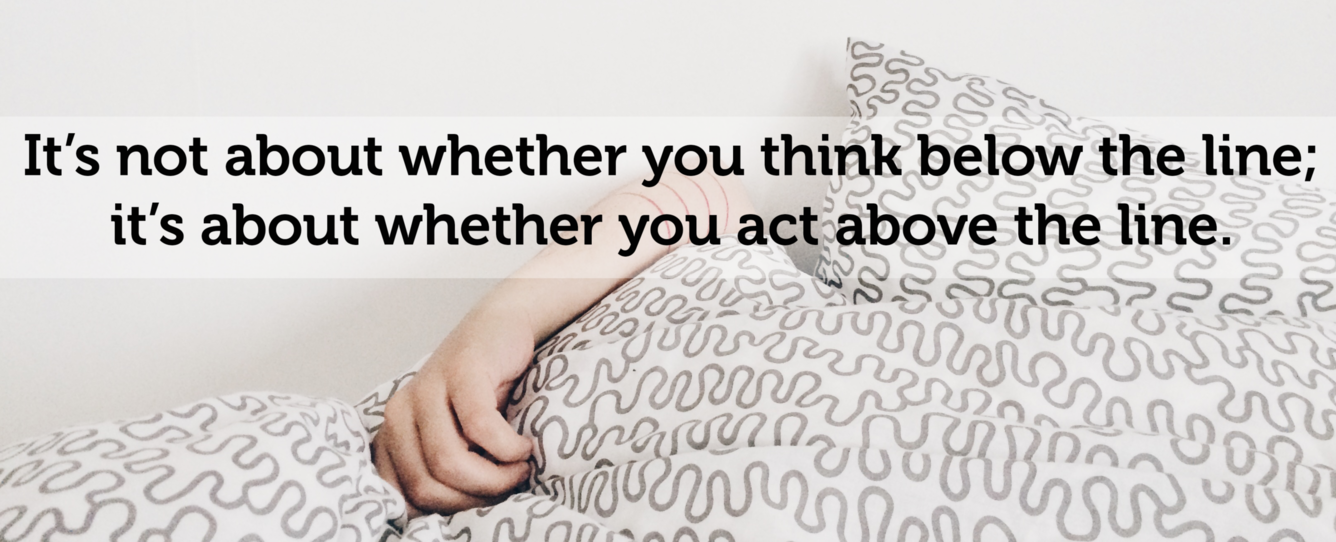 It’s not about whether you think below the line;
it’s about whether you act above the line.